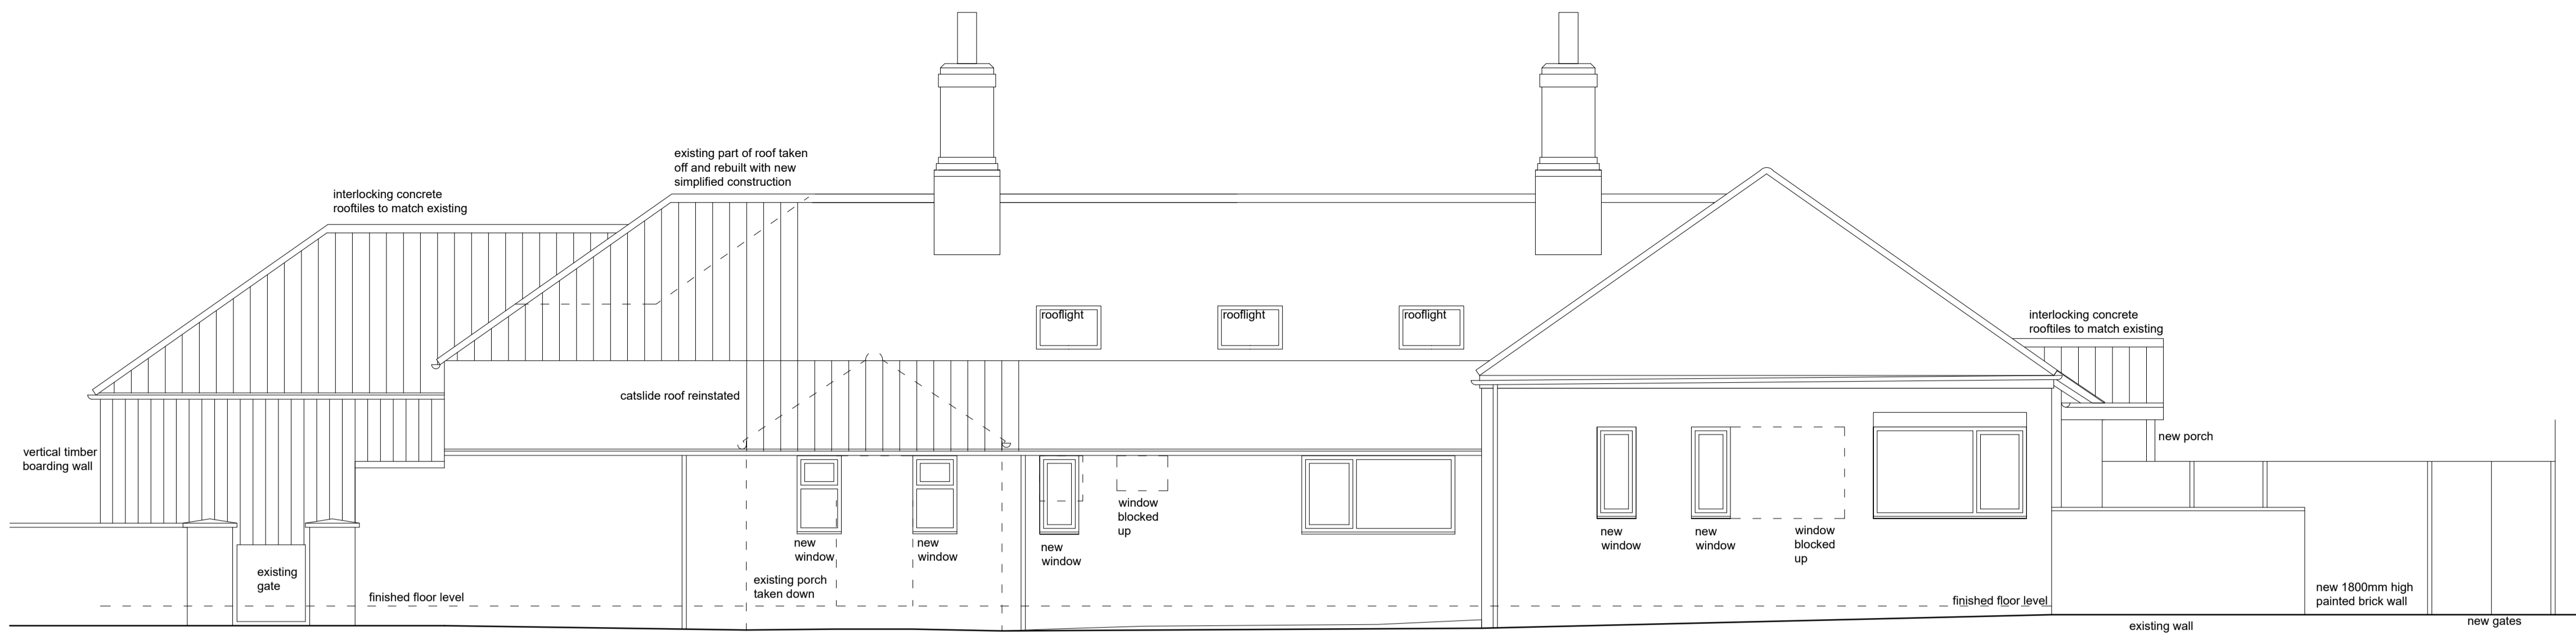 existing part of roof taken
off and rebuilt with new
simplified construction
interlocking concrete
rooftiles to match existing
rooflight
rooflight
rooflight
interlocking concrete
rooftiles to match existing
catslide roof reinstated
vertical timber
boarding wall
new porch
new
window
new
window
new
window
window
blocked
up
new
window
new
window
window
blocked
up
existing
gate
existing porch
taken down
finished floor level
finished floor level
new 1800mm high
painted brick wall
existing wall
new gates